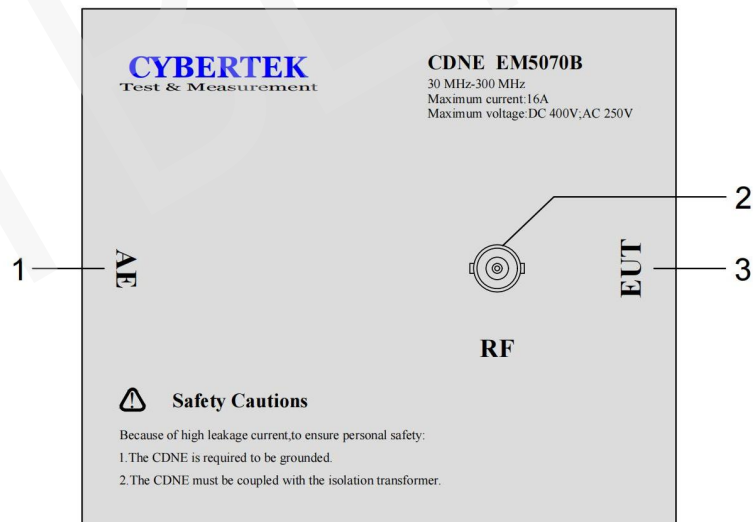 CYBERTEK
Test & Measurement
CDNE EM5070B
30 MHz-300 MHz
Maximum current:16A
Maximum voltage:DC 400V;AC 250V
1
AE
2
EUT
3
RF
Safety Cautions
Because of high leakage current,to ensure personal safety:
1.The CDNE is required to be grounded.
2.The CDNE must be coupled with the isolation transformer.